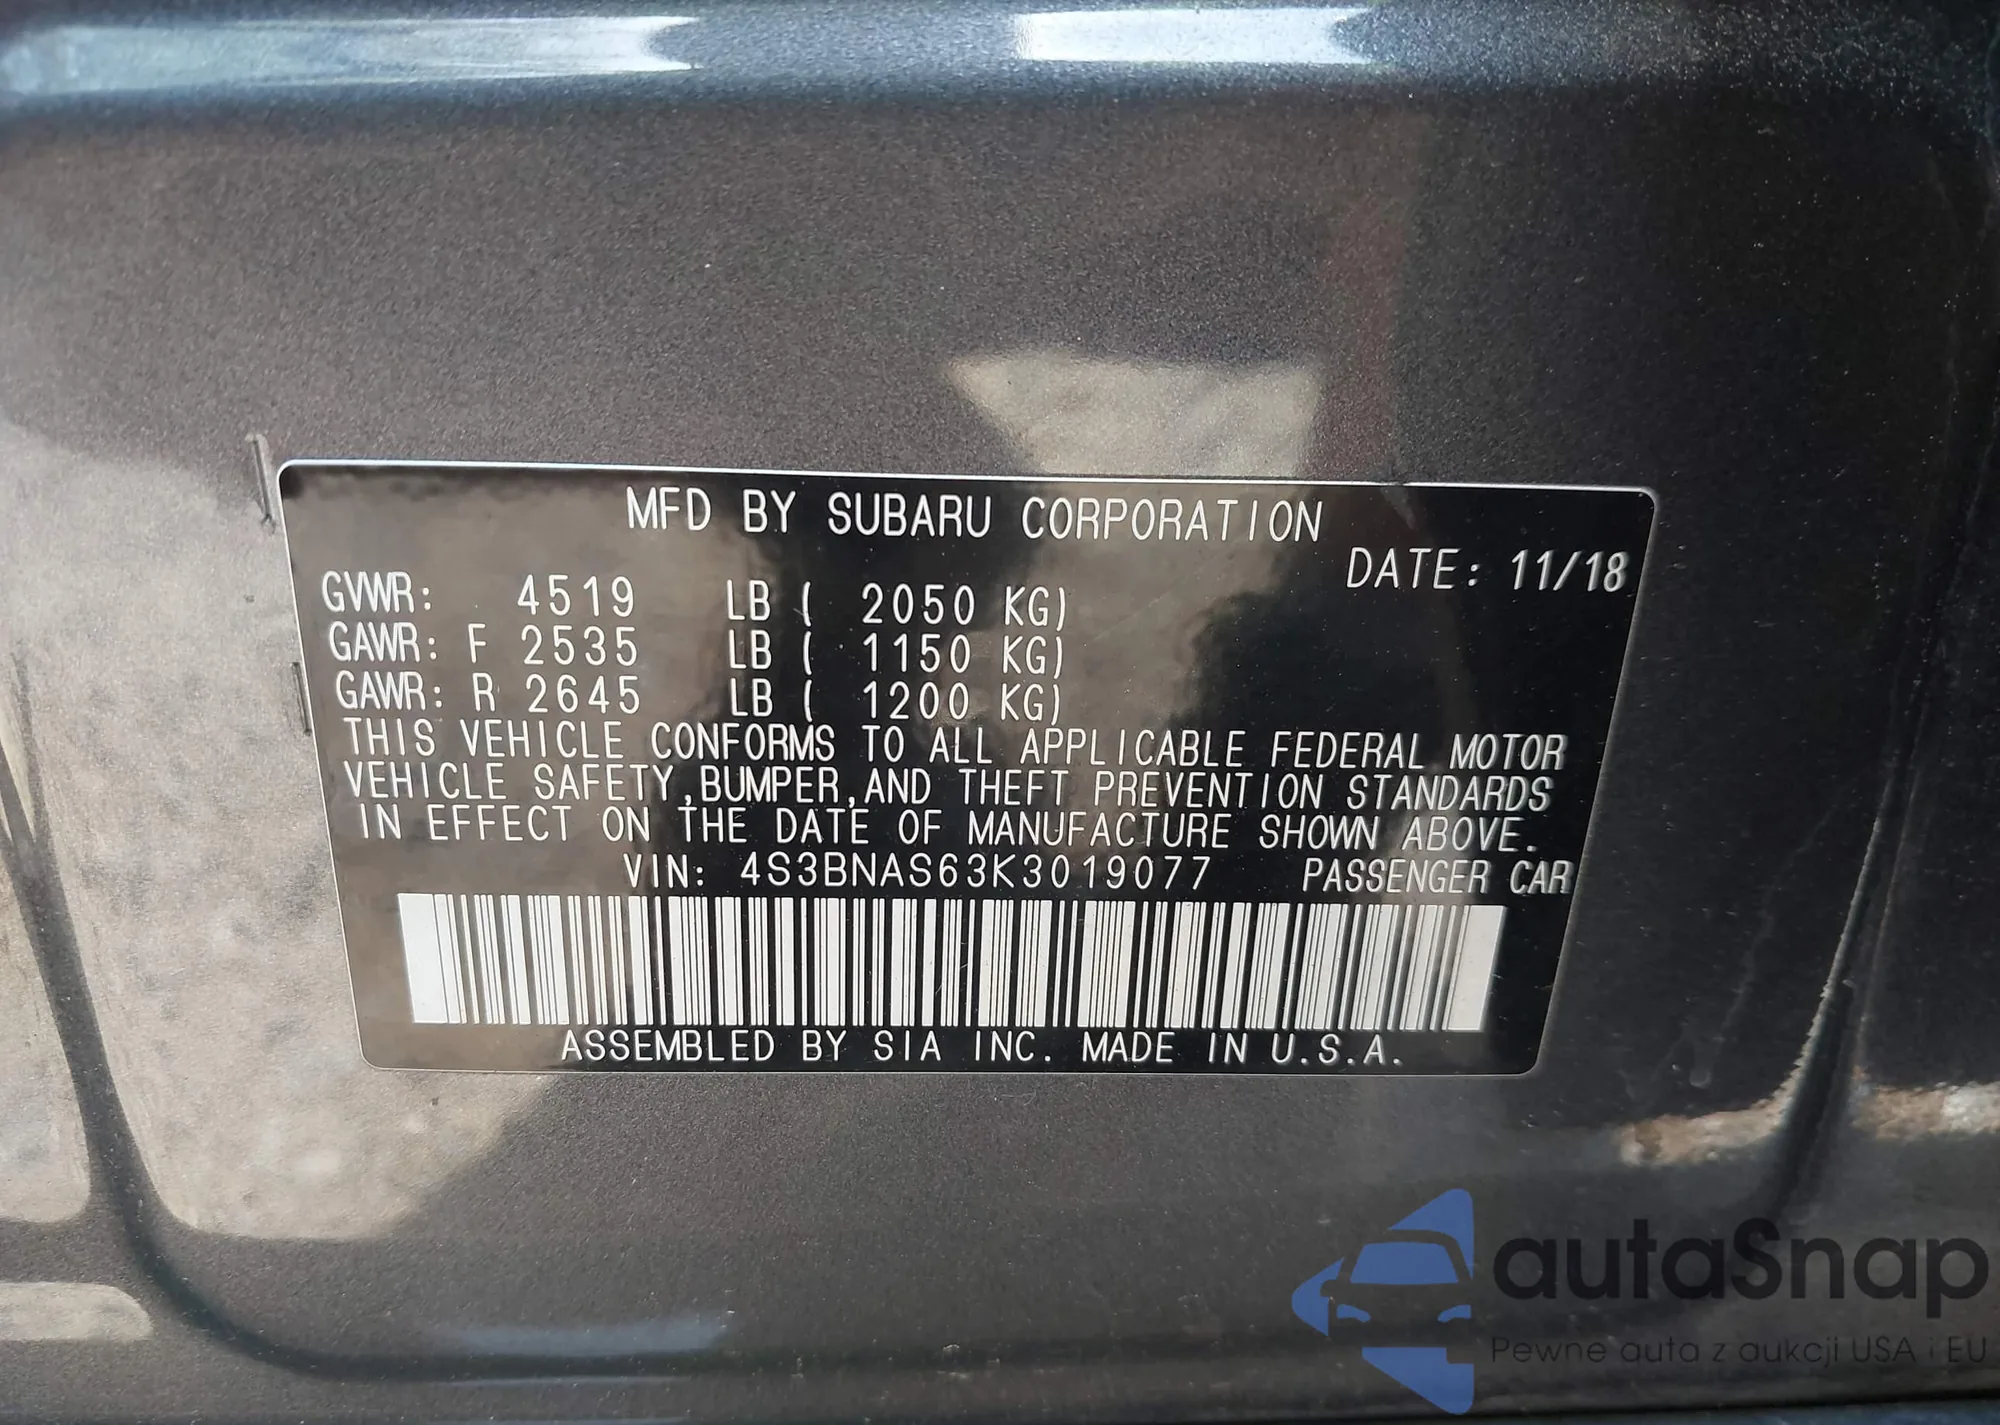 MFD BY SUBARU CORPORATION
DATE: 11/18
GVWR: 4519 LB ( 2050 KG)
GAWR: F 2535 LB ( 1150 KG)
GAWR: R 2645 LB ( 1200 KG)
THIS VEHICLE CONFORMS TO ALL APPLICABLE FEDERAL MOTOR
VEHICLE SAFETY,BUMPER,AND THEFT PREVENTION STANDARDS
IN EFFECT ON THE DATE OF MANUFACTURE SHOWN ABOVE.
VIN: 4S3BNAS63K3019077 PASSENGER CAR
ASSEMBLED BY SIA INC. MADE IN U.S.A.
autaSnap
Pewne auta z aukcji USA i EU